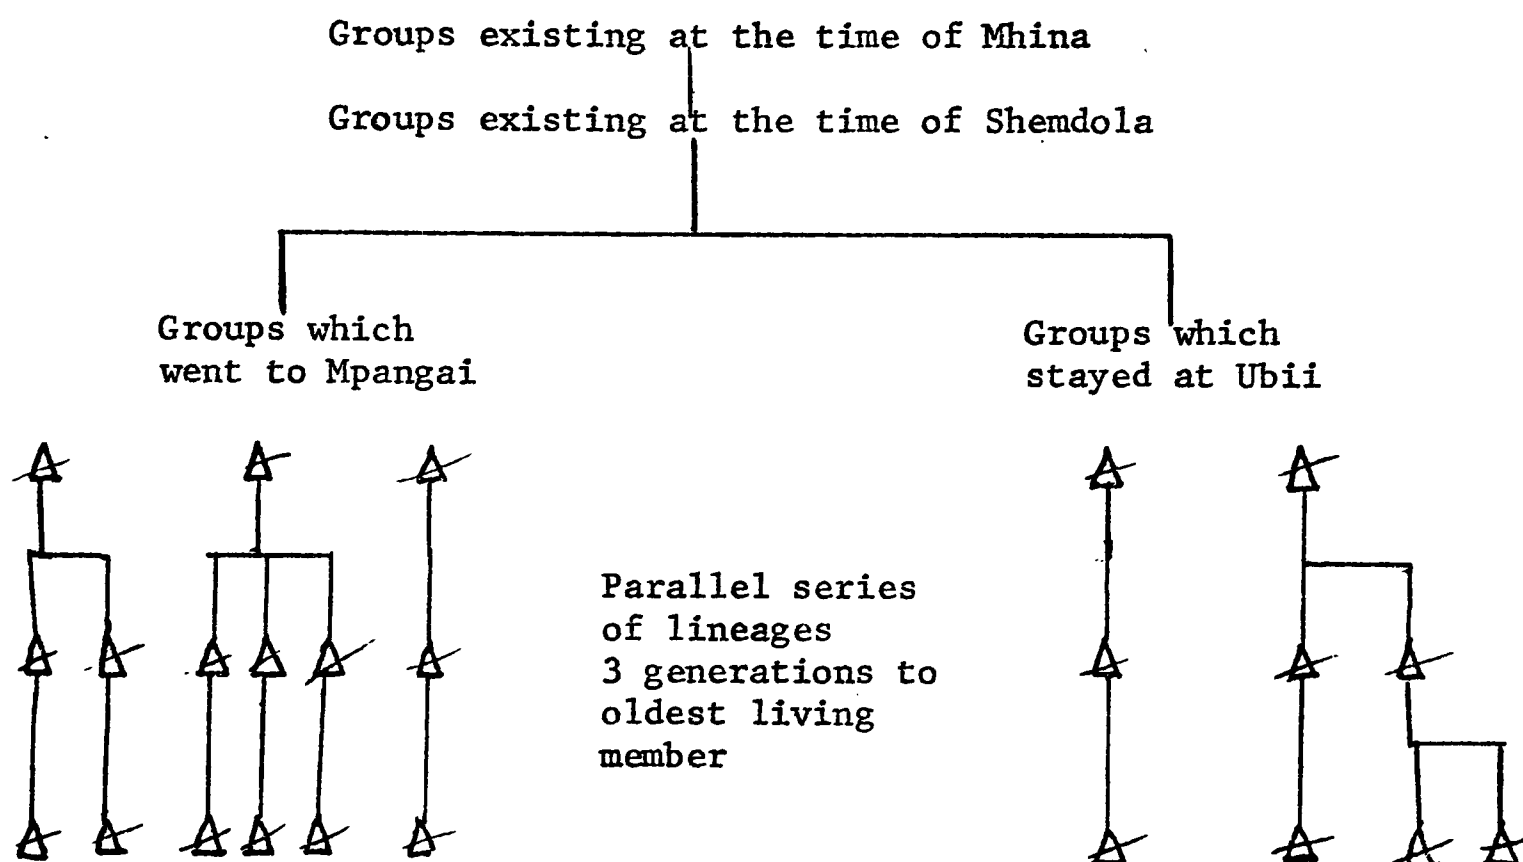 Groups existing at the time of Mhina
Groups existing at the time of Shemdola
Groups which
went to Mpangai
Groups which
stayed at Ubii
Parallel series
of lineages
3 generations to
oldest living
member